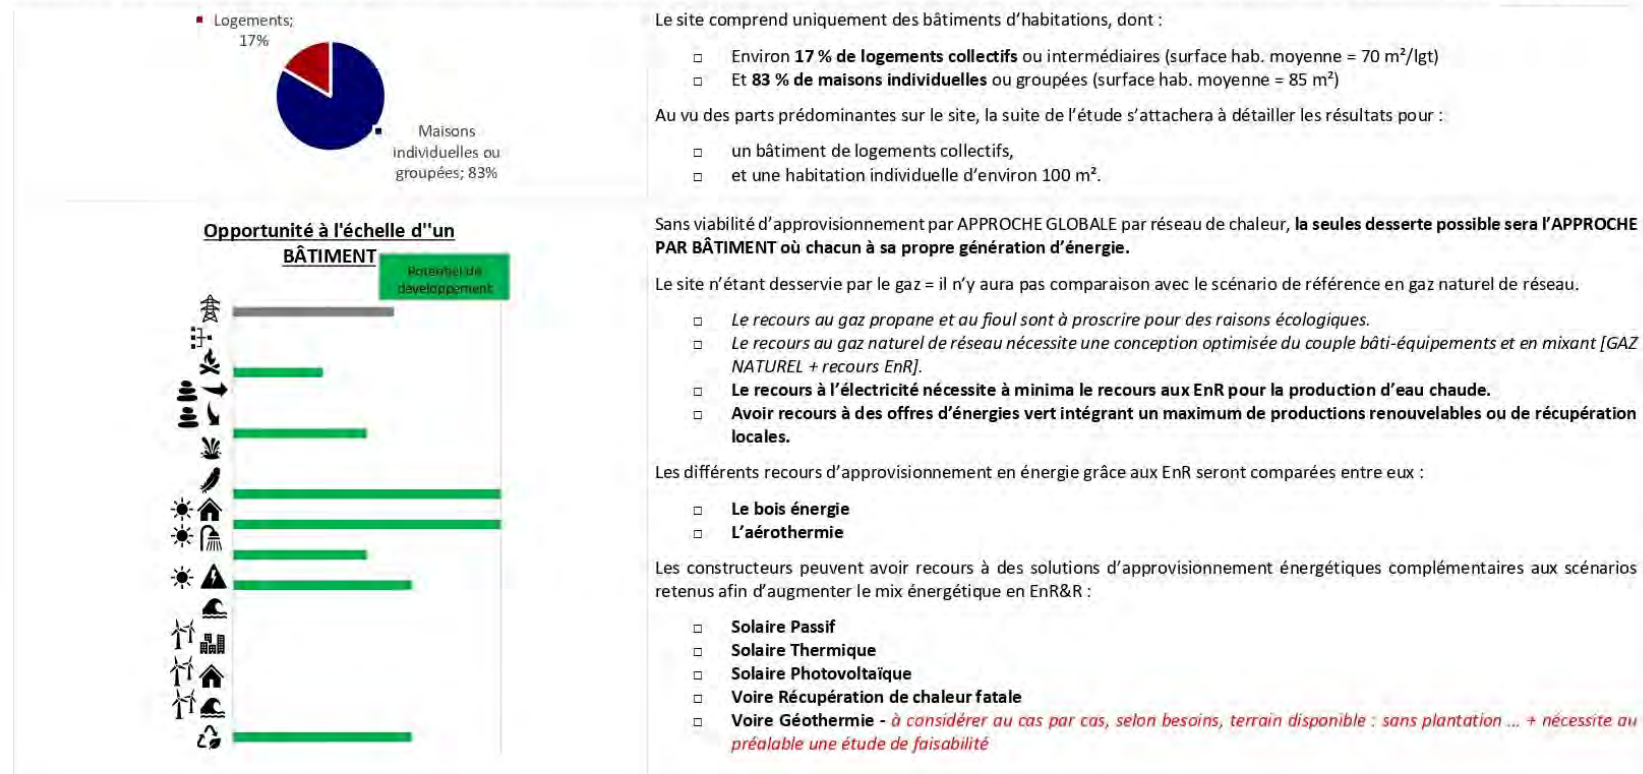 Logements;
17%
Maisons
individuelles ou
groupées; 83%
Le site comprend uniquement des bâtiments d’habitations, dont :
□ Environ 17 % de logements collectifs ou intermédiaires (surface hab. moyenne = 70 m²/lgt)
□ Et 83 % de maisons individuelles ou groupées (surface hab. moyenne = 85 m²)
Au vu des parts prédominantes sur le site, la suite de l’étude s’attachera à détailler les résultats pour :
□ un bâtiment de logements collectifs,
□ et une habitation individuelle d’environ 100 m².
Opportunité à l'échelle d''un
BÂTIMENT
Potentiel de
développement
Sans viabilité d’approvisionnement par APPROCHE GLOBALE par réseau de chaleur, la seules desserte possible sera l’APPROCHE
PAR BÂTIMENT où chacun à sa propre génération d’énergie.
Le site n’étant desservie par le gaz = il n’y aura pas comparaison avec le scénario de référence en gaz naturel de réseau.
□ Le recours au gaz propane et au fioul sont à proscrire pour des raisons écologiques.
□ Le recours au gaz naturel de réseau nécessite une conception optimisée du couple bâti-équipements et en mixant [GAZ
NATUREL + recours EnR].
□ Le recours à l’électricité nécessite à minima le recours aux EnR pour la production d’eau chaude.
□ Avoir recours à des offres d’énergies vert intégrant un maximum de productions renouvelables ou de récupération
locales.
Les différents recours d’approvisionnement en énergie grâce aux EnR seront comparées entre eux :
□ Le bois énergie
□ L’aérothermie
Les constructeurs peuvent avoir recours à des solutions d’approvisionnement énergétiques complémentaires aux scénarios
retenus afin d’augmenter le mix énergétique en EnR&R :
□ Solaire Passif
□ Solaire Thermique
□ Solaire Photovoltaïque
□ Voire Récupération de chaleur fatale
□ Voire Géothermie - à considérer au cas par cas, selon besoins, terrain disponible : sans plantation ... + nécessite au
préalable une étude de faisabilité